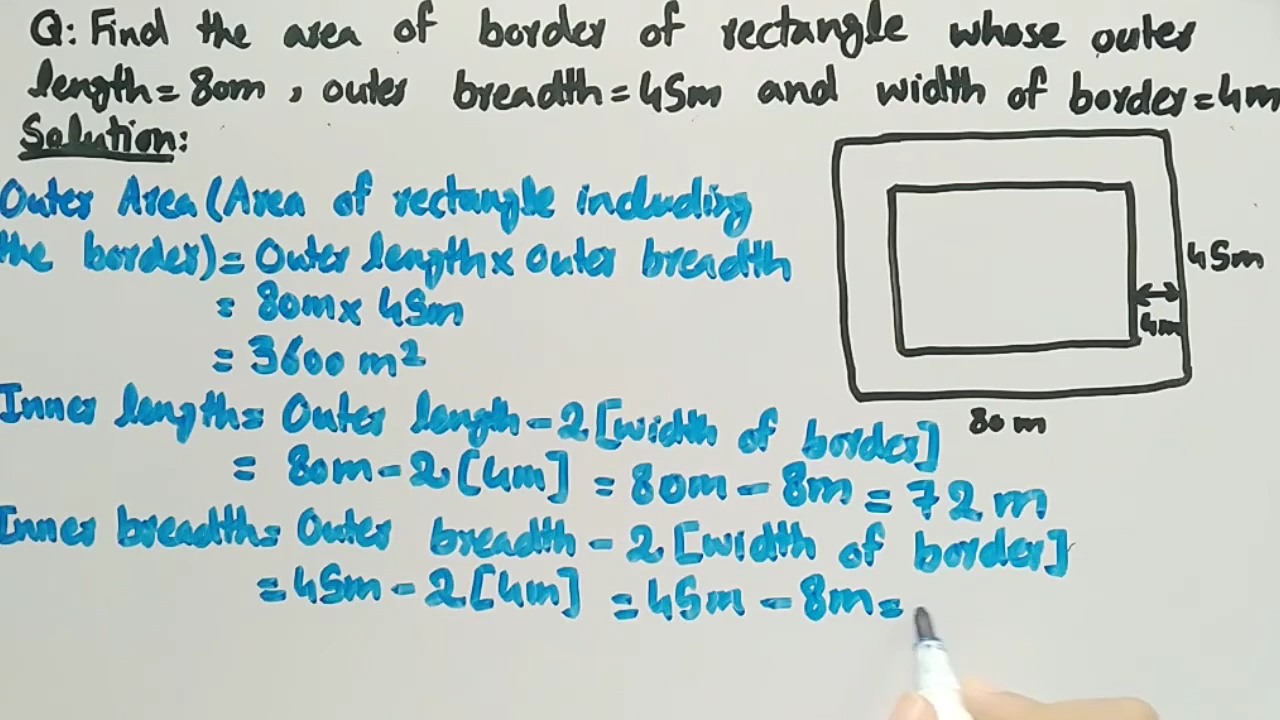 Q: Find the area of border of rectangle whose outer
length = 80m, outer breadth = 45m and width of border = 4m
Solution:
Outer Area (Area of rectangle including
the border) = Outer length x outer breadth
= 80m x 45m
= 3600 m²
Inner length = Outer length - 2 [width of border]
= 80m - 2 [4m] = 80m - 8m = 72 m
Inner breadth = Outer breadth - 2 [width of border]
= 45m - 2 [4m] = 45m - 8m =
45m
4m
80 m